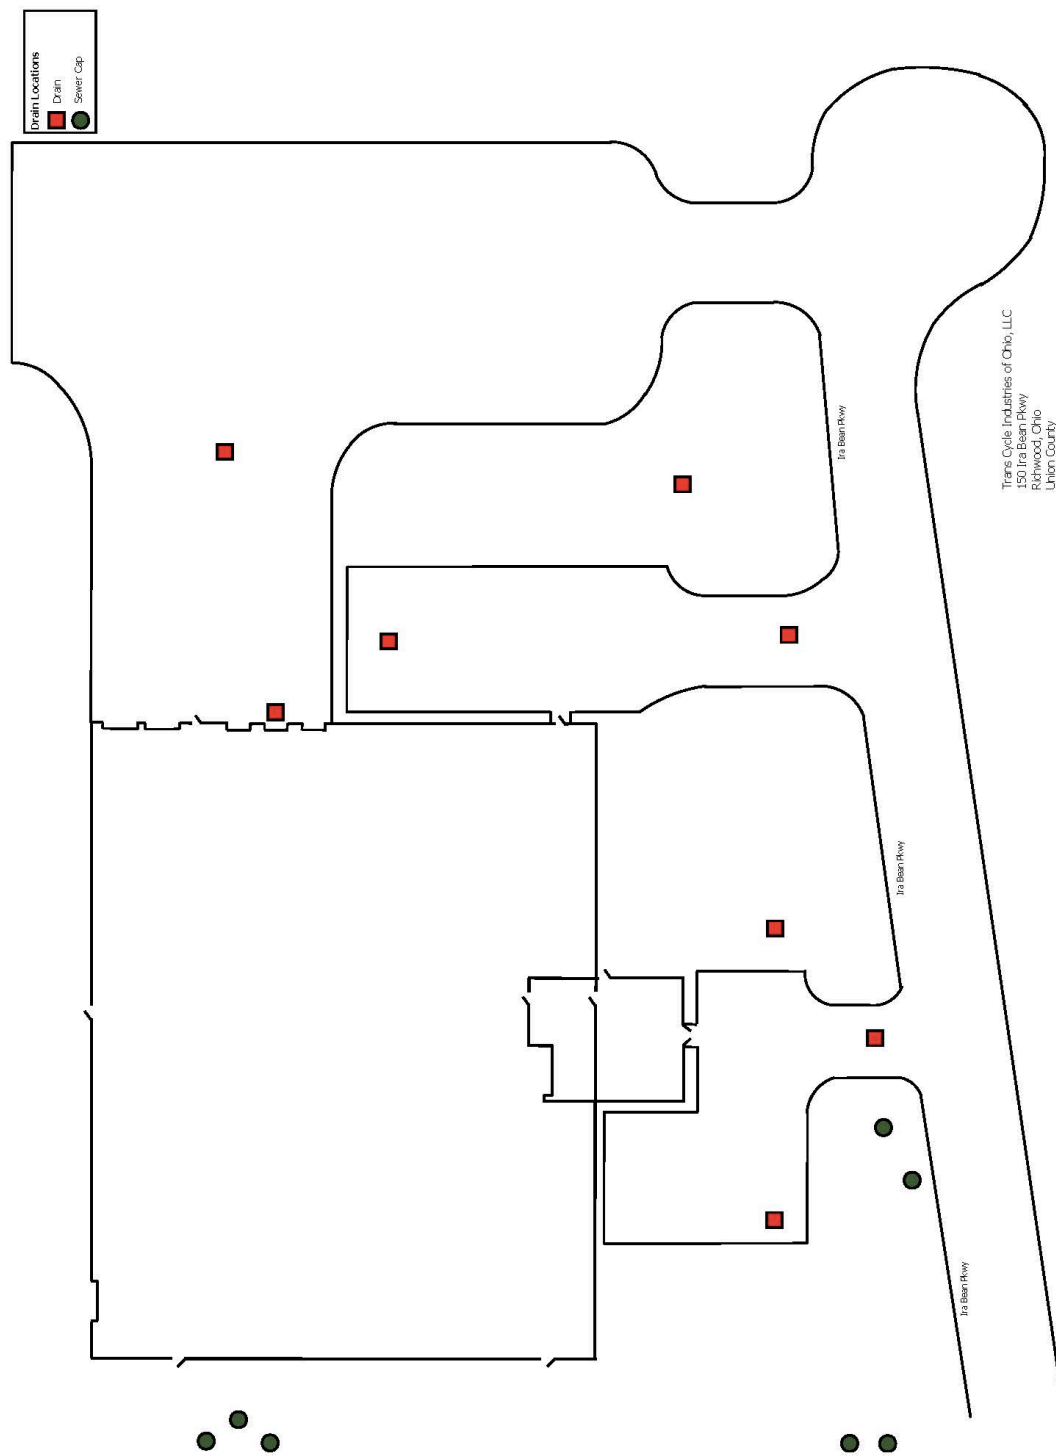 Drain Locations
Drain
Sewer Cap
Ira Bean Pkwy
Ira Bean Pkwy
Ira Bean Pkwy
Trans Cycle Industries of Ohio, LLC
150 Ira Bean Pkwy
Richwood, Ohio
Union County